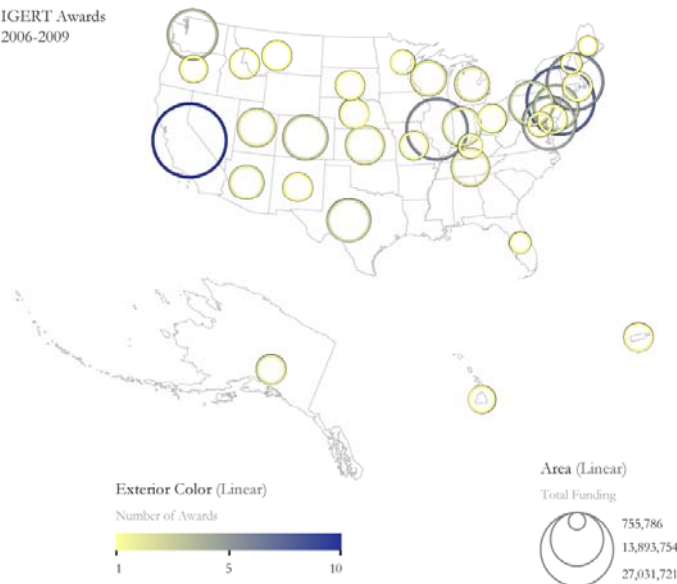 IGERT Awards
2006-2009
Exterior Color (Linear)
Number of Awards
1 5 10
Area (Linear)
Total Funding
755,786
13,893,754
27,031,721